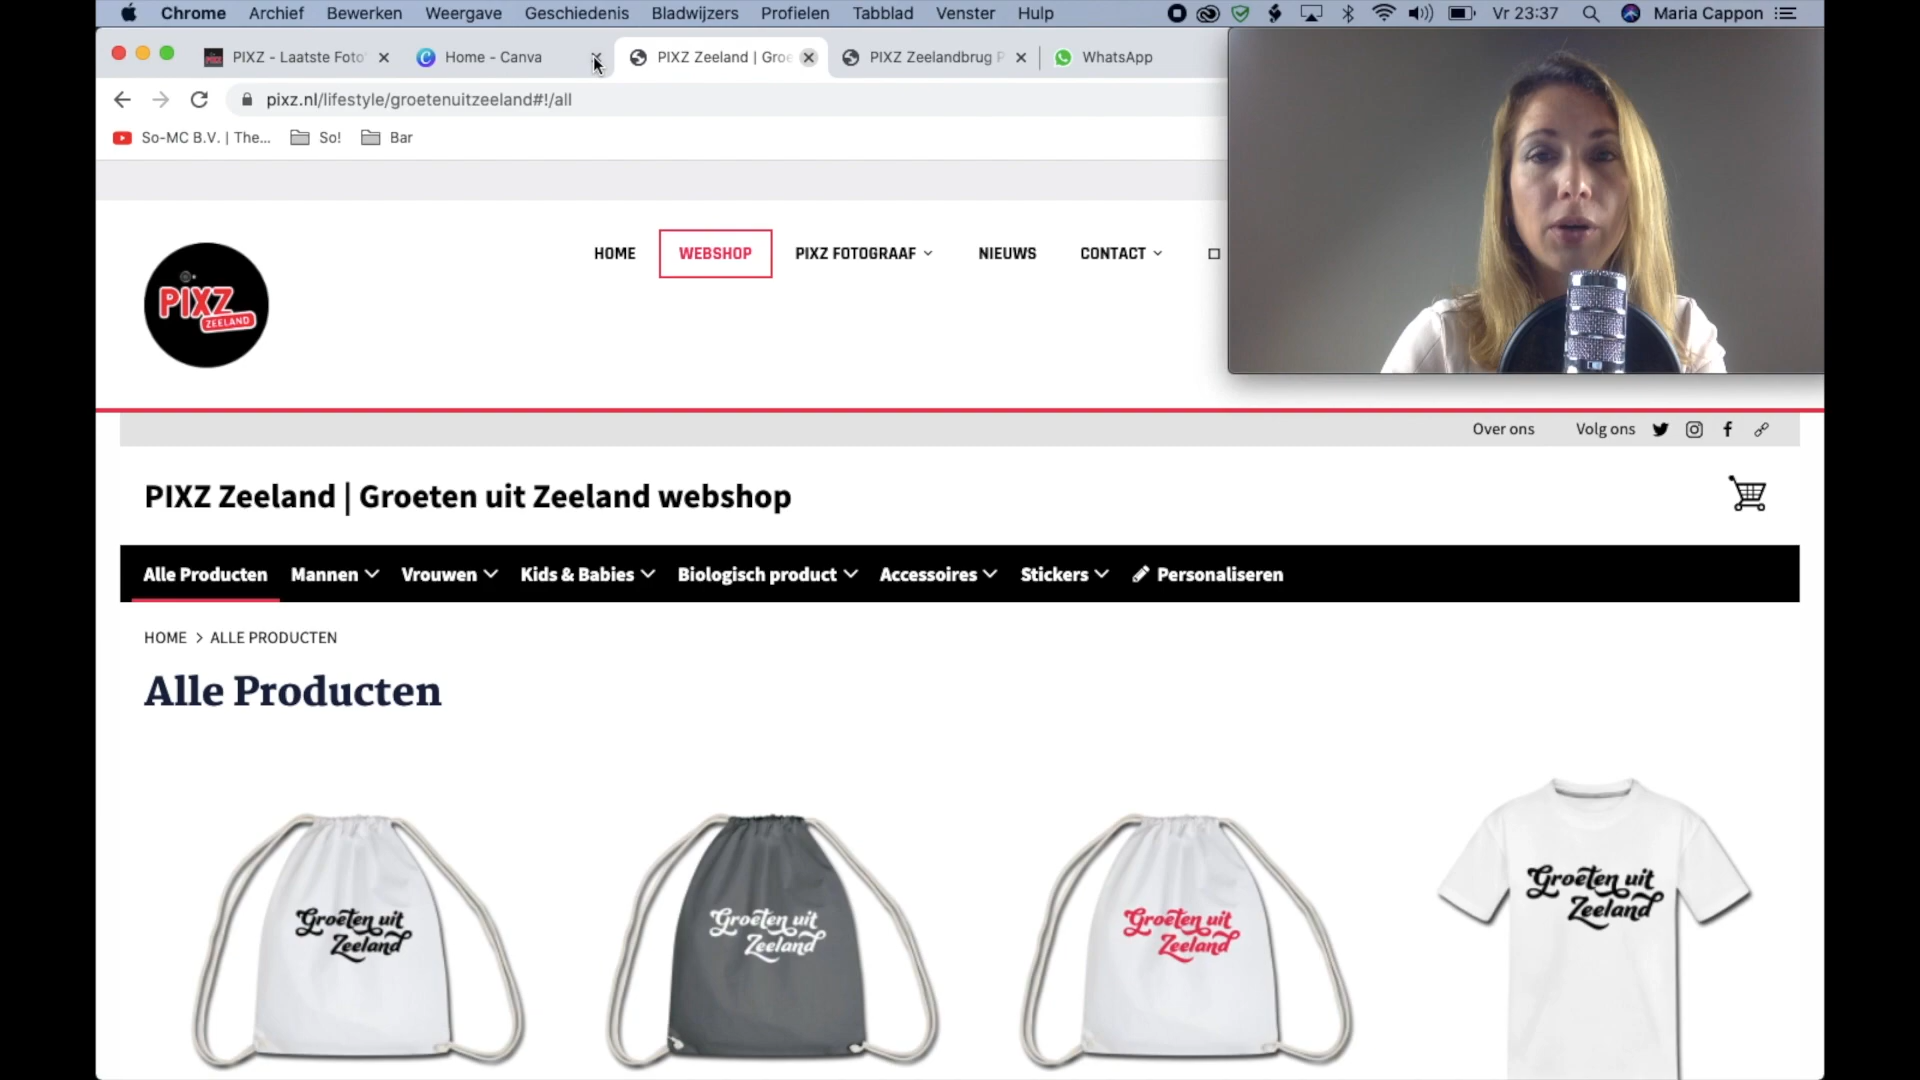 Chrome Archief Bewerken Weergave Geschiedenis Bladwijzers Profielen Tabblad Venster Hulp Vr 23:37 Maria Cappon
PIXZ - Laatste Foto Home - Canva PIXZ Zeeland | Groe PIXZ Zeelandbrug P WhatsApp
pixz.nl/lifestyle/groetenuitzeeland#!/all
So-MC B.V. | The... So! Bar
HOME WEBSHOP PIXZ FOTOGRAAF NIEUWS CONTACT
PIXZ
ZEELAND
Over ons Volg ons
PIXZ Zeeland | Groeten uit Zeeland webshop
Alle Producten Mannen Vrouwen Kids & Babies Biologisch product Accessoires Stickers Personaliseren
HOME > ALLE PRODUCTEN
Alle Producten
Groeten uit
Zeeland
Groeten uit
Zeeland
Groeten uit
Zeeland
Groeten uit
Zeeland